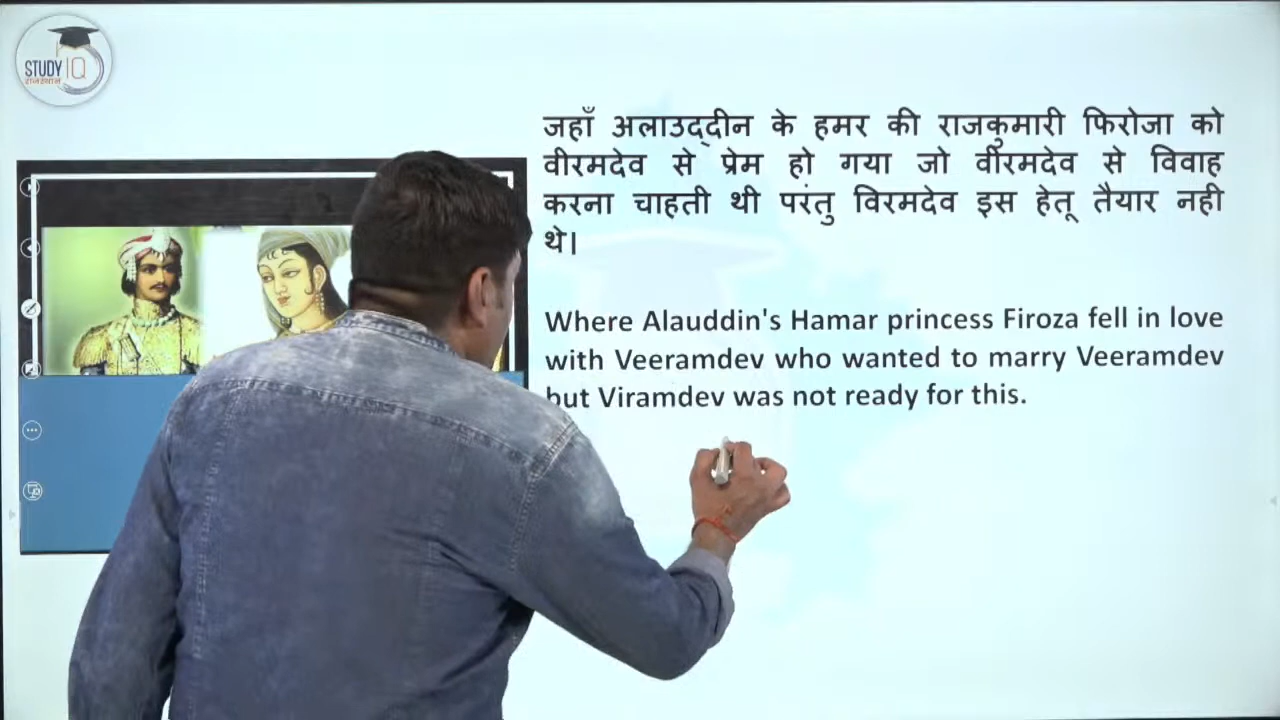 STUDY IQ
राजस्थान
जहाँ अलाउद्दीन के हमर की राजकुमारी फिरोजा को
वीरमदेव से प्रेम हो गया जो वीरमदेव से विवाह
करना चाहती थी परंतु विरमदेव इस हेतू तैयार नही
थे।
Where Alauddin's Hamar princess Firoza fell in love
with Veeramdev who wanted to marry Veeramdev
but Viramdev was not ready for this.